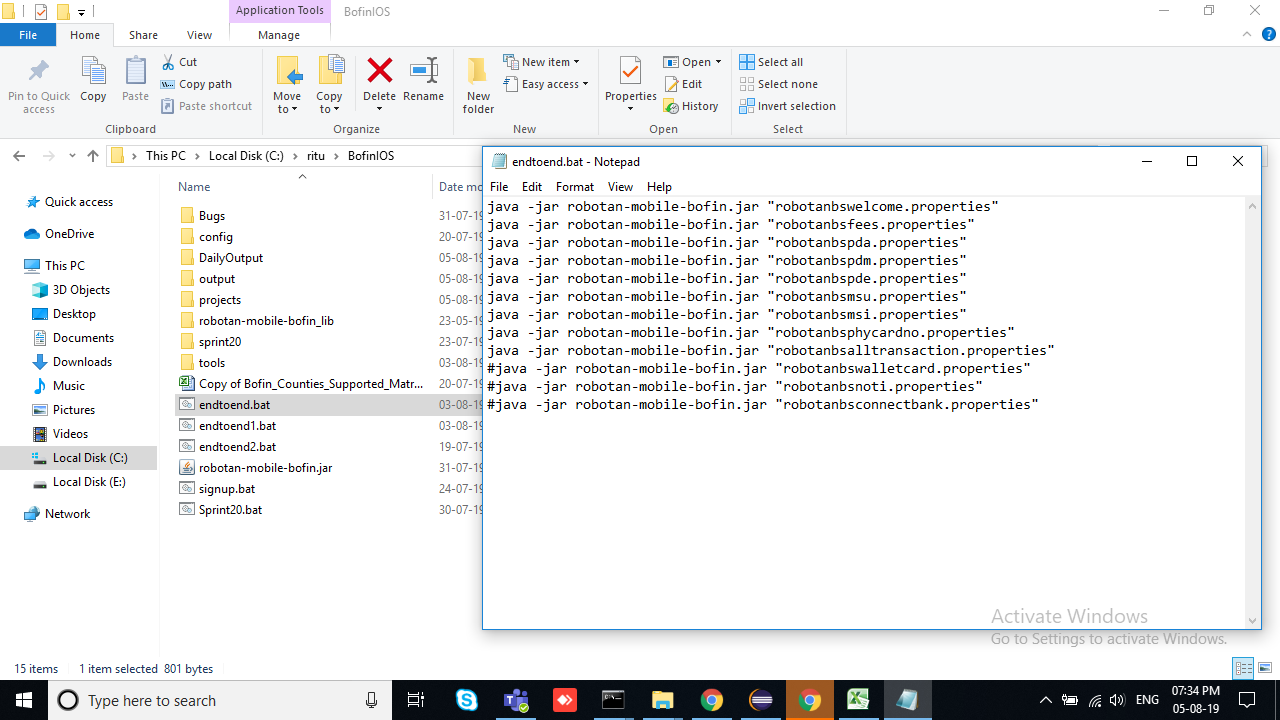 Application Tools
BofinIOS
File
Home
Share
View
Manage
Pin to Quick access
Copy
Paste
Cut
Copy path
Paste shortcut
Clipboard
Move to
Copy to
Delete
Rename
Organize
New folder
New item
Easy access
New
Properties
Open
Edit
History
Open
Select all
Select none
Invert selection
Select
This PC
Local Disk (C:)
ritu
BofinIOS
Quick access
OneDrive
This PC
3D Objects
Desktop
Documents
Downloads
Music
Pictures
Videos
Local Disk (C:)
Local Disk (E:)
Network
Name Date mo
Bugs 31-07-19
config 20-07-19
DailyOutput 05-08-19
output 05-08-19
projects 05-08-19
robotan-mobile-bofin_lib 23-05-19
sprint20 23-07-19
tools 03-08-19
Copy of Bofin_Counties_Supported_Matr... 20-07-19
endtoend.bat 03-08-19
endtoend1.bat 03-08-19
endtoend2.bat 19-07-19
robotan-mobile-bofin.jar 31-07-19
signup.bat 24-07-19
Sprint20.bat 30-07-19
endtoend.bat - Notepad
File Edit Format View Help
java -jar robotan-mobile-bofin.jar "robotanbswelcome.properties"
java -jar robotan-mobile-bofin.jar "robotanbsfees.properties"
java -jar robotan-mobile-bofin.jar "robotanbspda.properties"
java -jar robotan-mobile-bofin.jar "robotanbspdm.properties"
java -jar robotan-mobile-bofin.jar "robotanbspde.properties"
java -jar robotan-mobile-bofin.jar "robotanbsmsu.properties"
java -jar robotan-mobile-bofin.jar "robotanbsmsi.properties"
java -jar robotan-mobile-bofin.jar "robotanbsphycardno.properties"
java -jar robotan-mobile-bofin.jar "robotanbsalltransaction.properties"
#java -jar robotan-mobile-bofin.jar "robotanbswalletcard.properties"
#java -jar robotan-mobile-bofin.jar "robotanbsnoti.properties"
#java -jar robotan-mobile-bofin.jar "robotanbsconnectbank.properties"
Activate Windows
Go to Settings to activate Windows.
15 items 1 item selected 801 bytes
Type here to search
ENG
07:34 PM
05-08-19